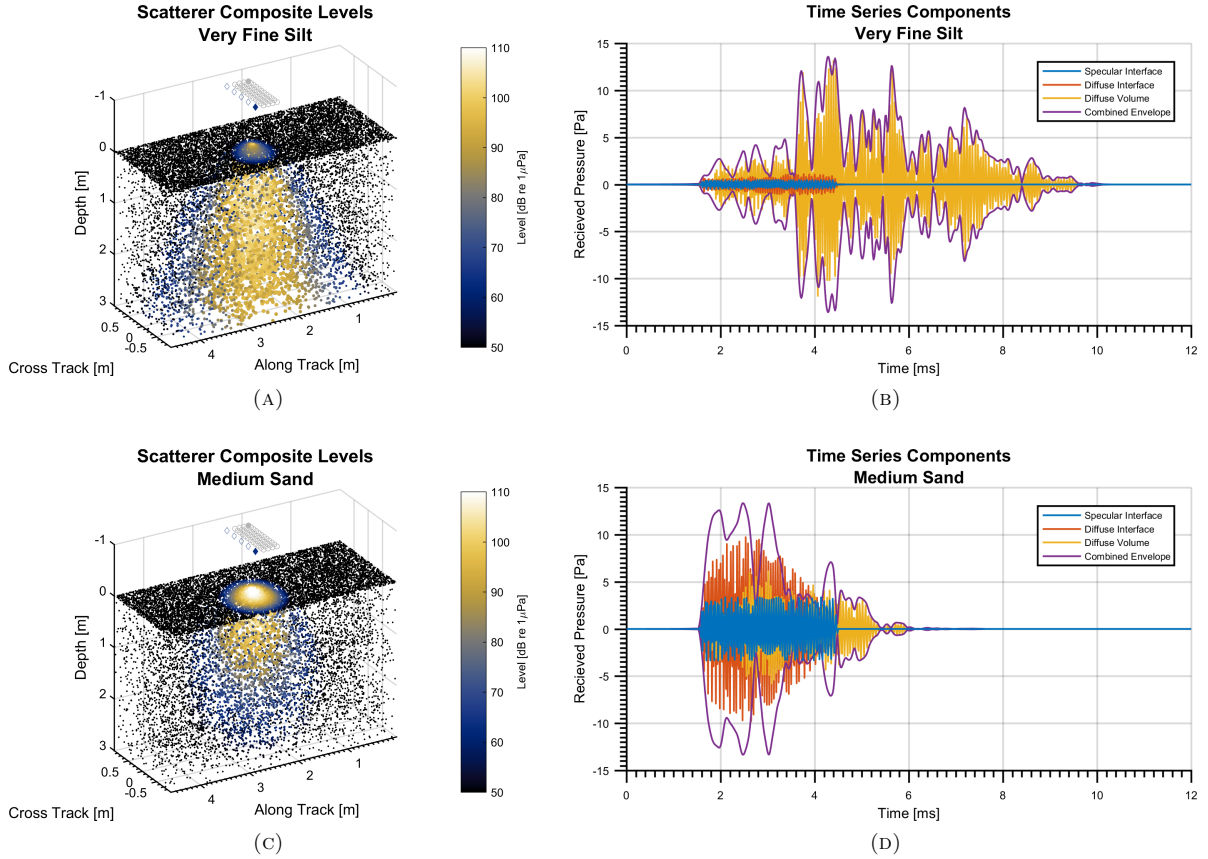 Scatterer Composite Levels
Very Fine Silt
-1
0
1
2
3
Depth [m]
0.5
0
-0.5
Cross Track [m]
4
3
2
1
Along Track [m]
110
100
90
80
70
60
50
Level [dB re 1μPa]
(A)
Time Series Components
Very Fine Silt
15
10
5
0
-5
-10
-15
Recieved Pressure [Pa]
0 2 4 6 8 10 12
Time [ms]
Specular Interface
Diffuse Interface
Diffuse Volume
Combined Envelope
(B)
Scatterer Composite Levels
Medium Sand
-1
0
1
2
3
Depth [m]
0.5
0
-0.5
Cross Track [m]
4
3
2
1
Along Track [m]
110
100
90
80
70
60
50
Level [dB re 1μPa]
(C)
Time Series Components
Medium Sand
15
10
5
0
-5
-10
-15
Recieved Pressure [Pa]
0 2 4 6 8 10 12
Time [ms]
Specular Interface
Diffuse Interface
Diffuse Volume
Combined Envelope
(D)